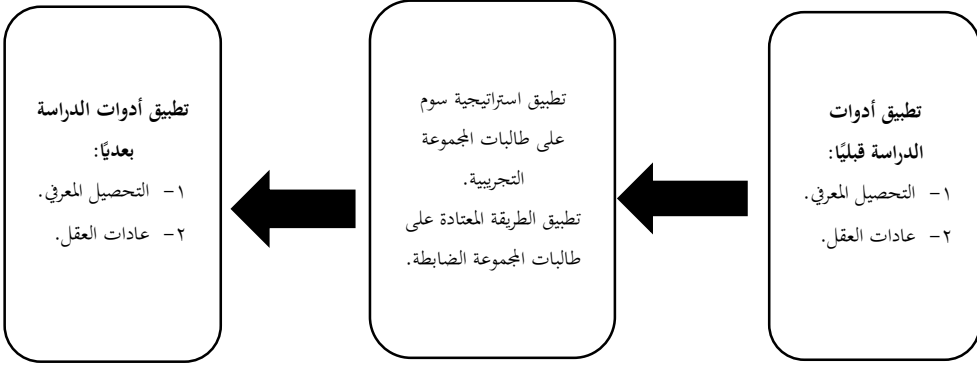 تطبيق أدوات
الدراسة قبليًا:
١- التحصيل المعرفي.
٢- عادات العقل.
تطبيق استراتيجية سوم
على طالبات المجموعة
التجريبية.
تطبيق الطريقة المعتادة على
طالبات المجموعة الضابطة.
تطبيق أدوات الدراسة
بعديًا:
١- التحصيل المعرفي.
٢- عادات العقل.